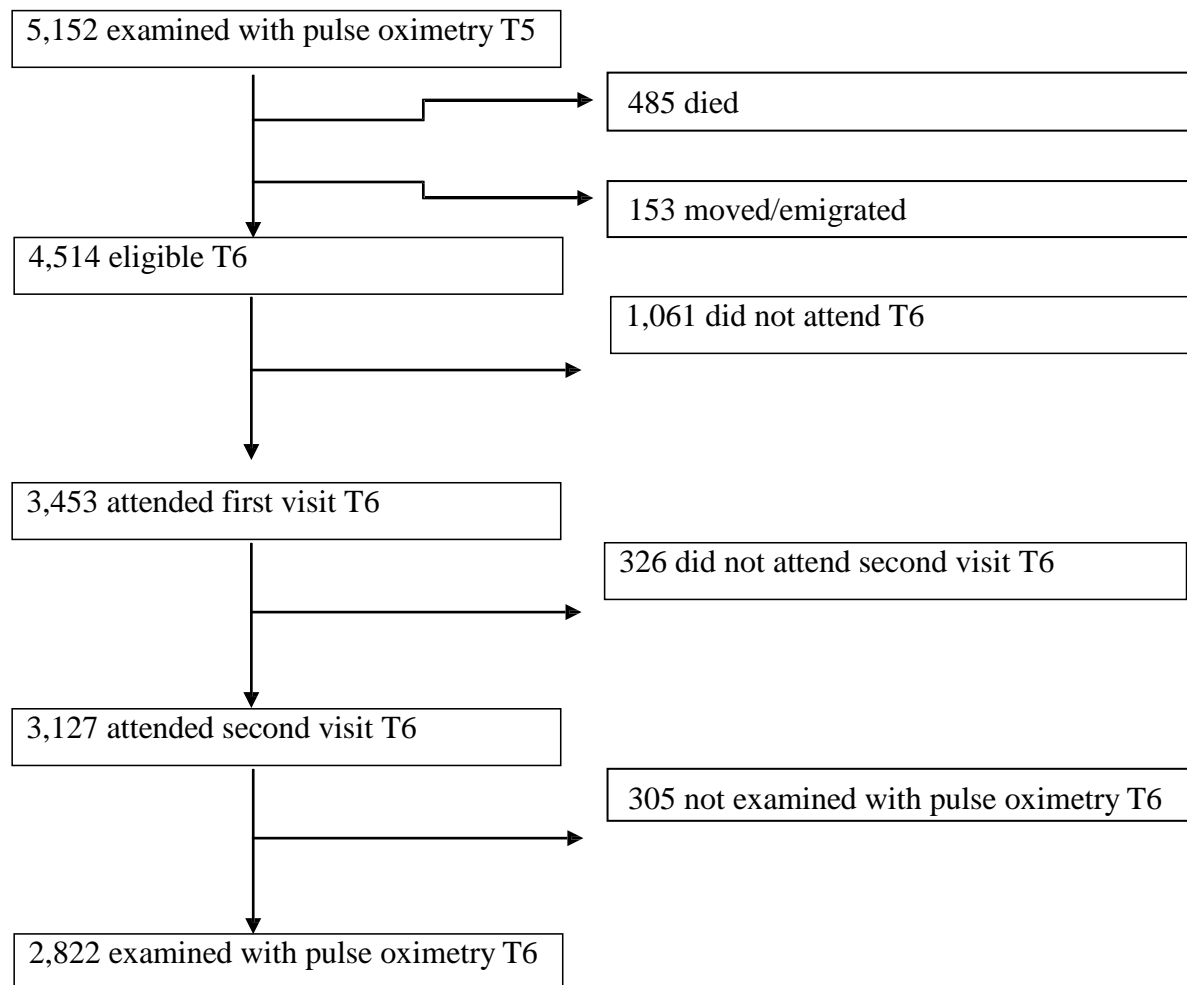 5,152 examined with pulse oximetry T5
485 died
153 moved/emigrated
4,514 eligible T6
1,061 did not attend T6
3,453 attended first visit T6
326 did not attend second visit T6
3,127 attended second visit T6
305 not examined with pulse oximetry T6
2,822 examined with pulse oximetry T6